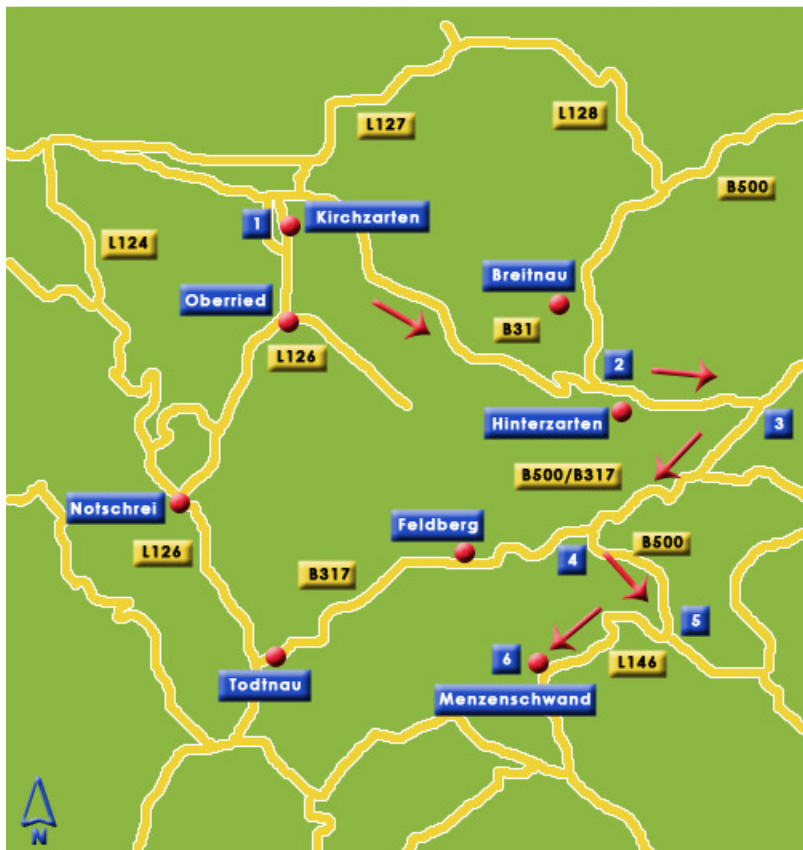 L127
L128
B500
1
Kirchzarten
L124
Breitnau
Oberried
B31
L126
2
Hinterzarten
3
B500/B317
Notschrei
Feldberg
B500
L126
4
B317
5
6
L146
Todtnau
Menzenschwand
N